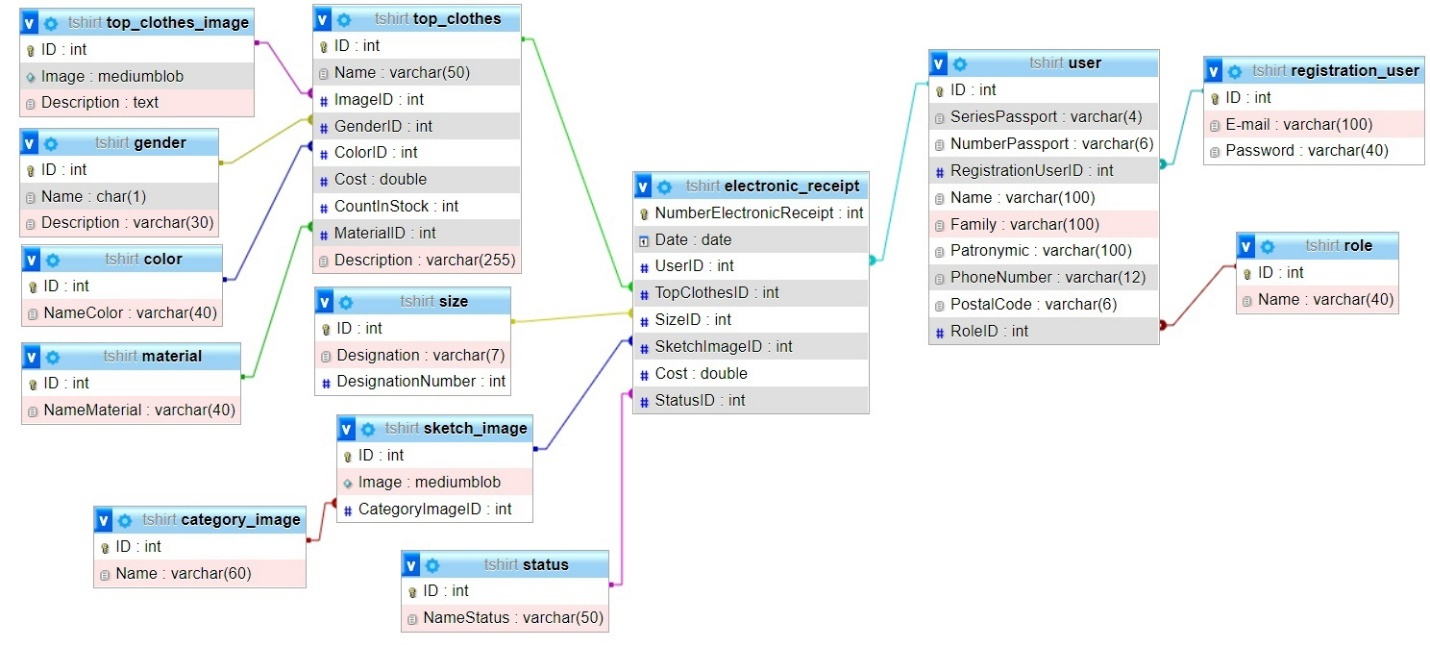 tshirt top_clothes_image
ID : int
Image : mediumblob
Description : text
tshirt gender
ID : int
Name : char(1)
Description : varchar(30)
tshirt color
ID : int
NameColor : varchar(40)
tshirt material
ID : int
NameMaterial : varchar(40)
tshirt top_clothes
ID : int
Name : varchar(50)
ImageID : int
GenderID : int
ColorID : int
Cost : double
CountInStock : int
MaterialID : int
Description : varchar(255)
tshirt size
ID : int
Designation : varchar(7)
DesignationNumber : int
tshirt sketch_image
ID : int
Image : mediumblob
CategoryImageID : int
tshirt category_image
ID : int
Name : varchar(60)
tshirt status
ID : int
NameStatus : varchar(50)
tshirt electronic_receipt
NumberElectronicReceipt : int
Date : date
UserID : int
TopClothesID : int
SizeID : int
SketchImageID : int
Cost : double
StatusID : int
tshirt user
ID : int
SeriesPassport : varchar(4)
NumberPassport : varchar(6)
RegistrationUserID : int
Name : varchar(100)
Family : varchar(100)
Patronymic : varchar(100)
PhoneNumber : varchar(12)
PostalCode : varchar(6)
RoleID : int
tshirt registration_user
ID : int
E-mail : varchar(100)
Password : varchar(40)
tshirt role
ID : int
Name : varchar(40)